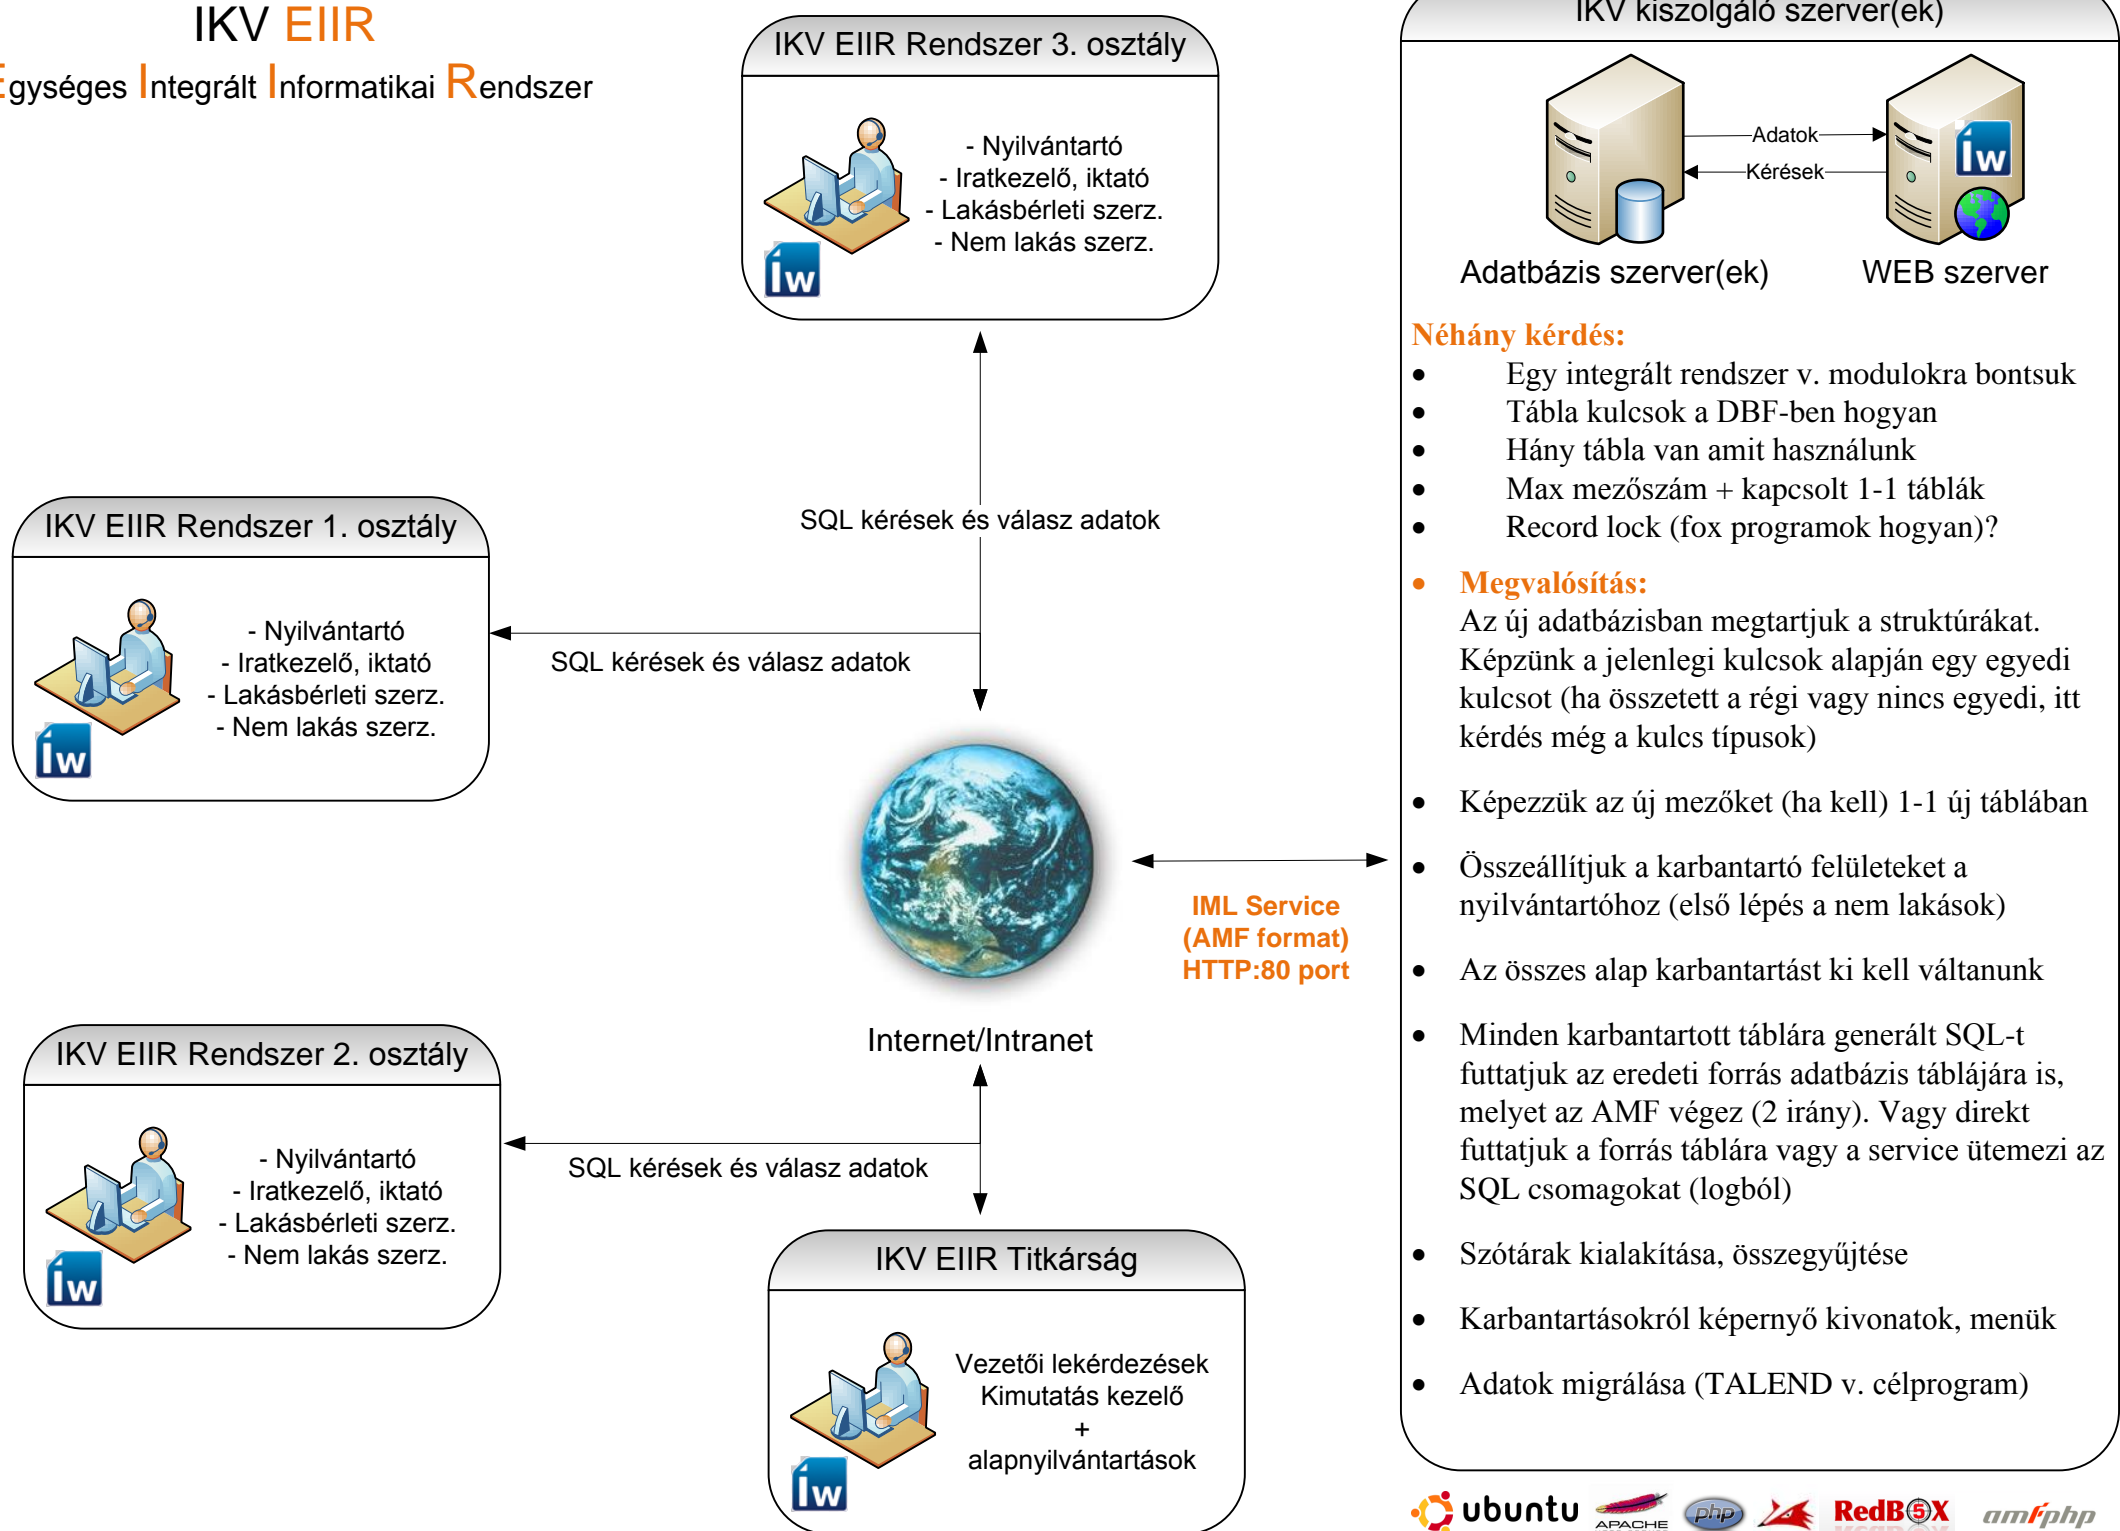 IKV EIIR
Egységes Integrált Informatikai Rendszer
IKV EIIR Rendszer 3. osztály
- Nyilvántartó
- Iratkezelő, iktató
- Lakásbérleti szerz.
- Nem lakás szerz.
Iw
SQL kérések és válasz adatok
IKV EIIR Rendszer 1. osztály
- Nyilvántartó
- Iratkezelő, iktató
- Lakásbérleti szerz.
- Nem lakás szerz.
Iw
SQL kérések és válasz adatok
Internet/Intranet
IML Service
(AMF format)
HTTP:80 port
IKV EIIR Rendszer 2. osztály
- Nyilvántartó
- Iratkezelő, iktató
- Lakásbérleti szerz.
- Nem lakás szerz.
Iw
SQL kérések és válasz adatok
IKV EIIR Titkárság
Vezetői lekérdezések
Kimutatás kezelő
+
alapnyilvántartások
Iw
IKV kiszolgáló szerver(ek)
Adatok
Kérések
Iw
Adatbázis szerver(ek)
WEB szerver
Néhány kérdés:
• Egy integrált rendszer v. modulokra bontsuk
• Tábla kulcsok a DBF-ben hogyan
• Hány tábla van amit használunk
• Max mezőszám + kapcsolt 1-1 táblák
• Record lock (fox programok hogyan)?
• Megvalósítás:
Az új adatbázisban megtartjuk a struktúrákat.
Képzünk a jelenlegi kulcsok alapján egy egyedi
kulcsot (ha összetett a régi vagy nincs egyedi, itt
kérdés még a kulcs típusok)
• Képezzük az új mezőket (ha kell) 1-1 új táblában
• Összeállítjuk a karbantartó felületeket a
nyilvántartóhoz (első lépés a nem lakások)
• Az összes alap karbantartást ki kell váltanunk
• Minden karbantartott táblára generált SQL-t
futtatjuk az eredeti forrás adatbázis táblájára is,
melyet az AMF végez (2 irány). Vagy direkt
futtatjuk a forrás táblára vagy a service ütemezi az
SQL csomagokat (logból)
• Szótárak kialakítása, összegyűjtése
• Karbantartásokról képernyő kivonatok, menük
• Adatok migrálása (TALEND v. célprogram)
ubuntu APACHE php RedB5X amfphp